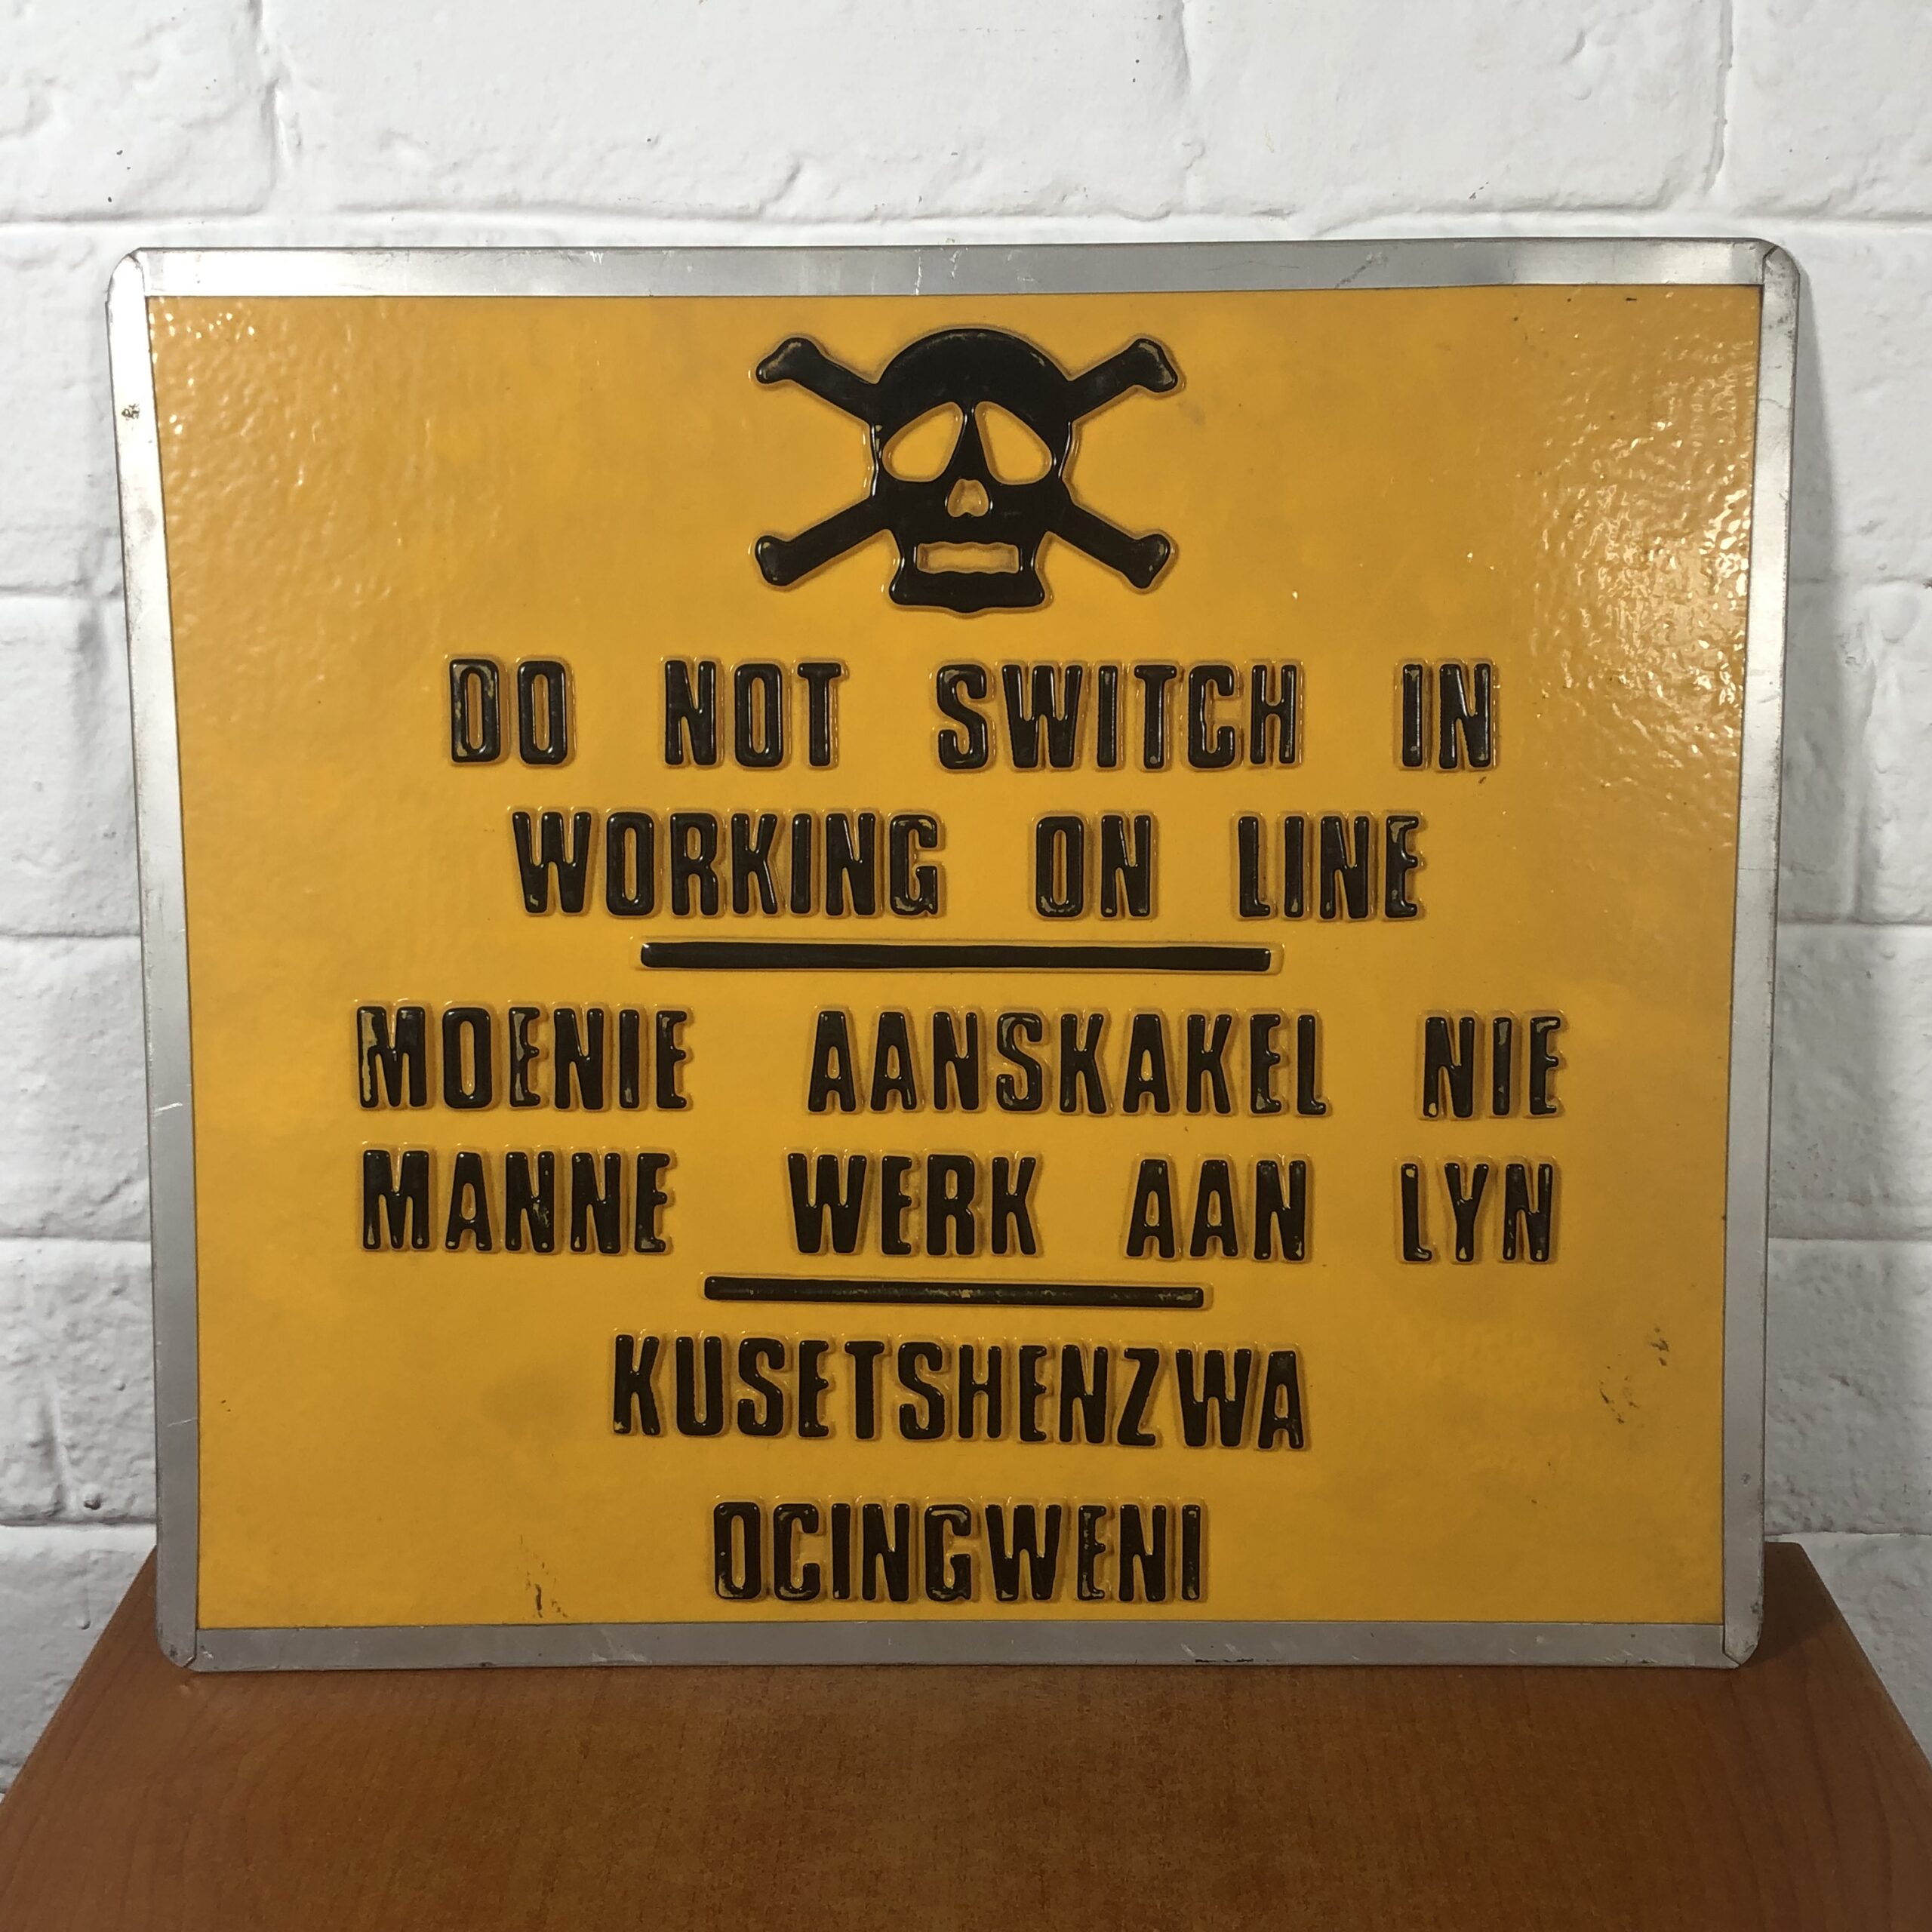 DO NOT SWITCH IN
WORKING ON LINE
MOENIE AANSKAKEL NIE
MANNE WERK AAN LYN
KUSETSHENZWA
OCINGWENI